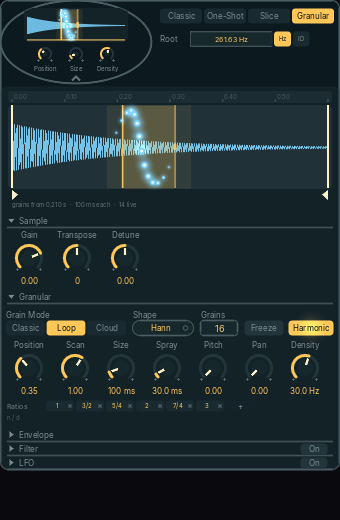 Classic One-Shot Slice Granular
Root 261.63 Hz Hz ID
Position Size Density
0.00 0.10 0.20 0.30 0.40 0.50
grains from 0.210 s · 100 ms each · 14 live
Sample
Gain Transpose Detune
0.00 0 0.00
Granular
Grain Mode Shape Grains
Classic Loop Cloud Hann 16 Freeze Harmonic
Position Scan Size Spray Pitch Pan Density
0.35 1.00 100 ms 30.0 ms 0.00 0.00 30.0 Hz
Ratios 1 3/2 5/4 2 7/4 3 +
n / d
Envelope
Filter On
LFO On